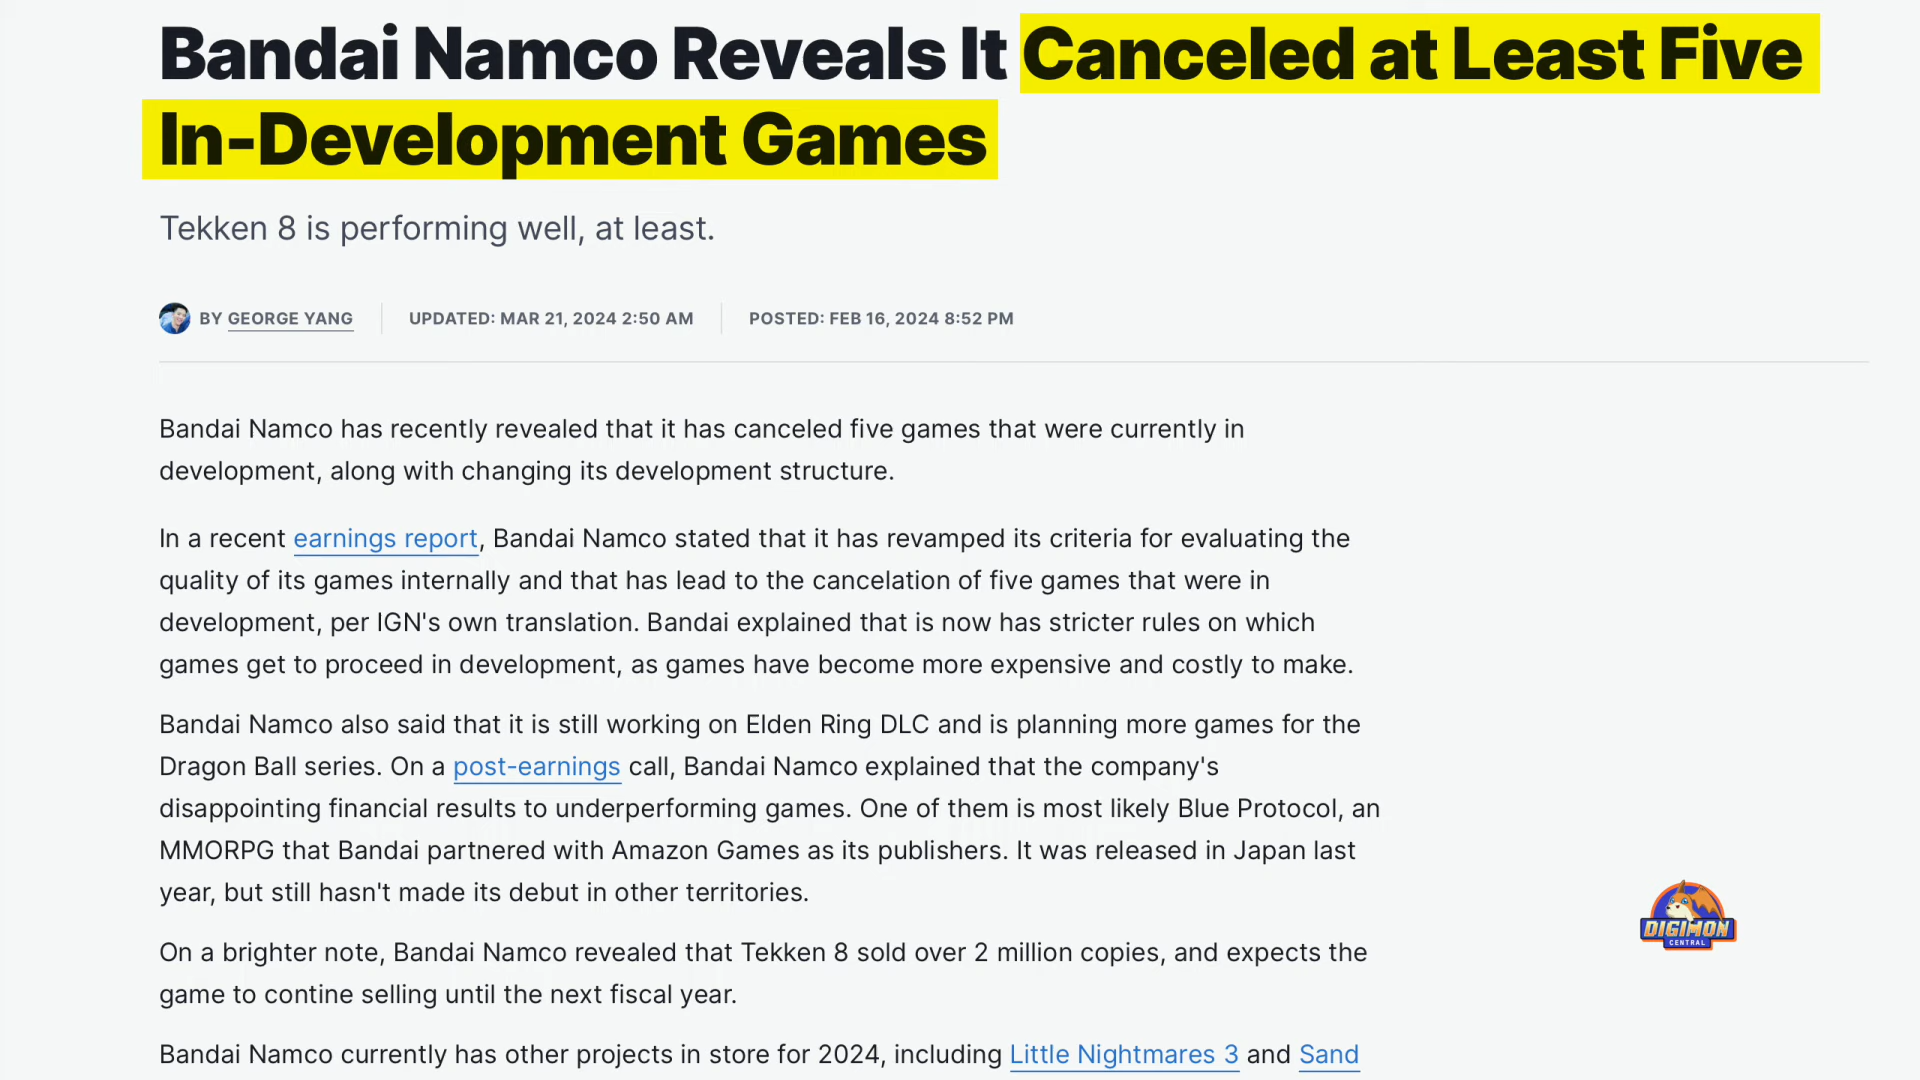 Bandai Namco Reveals It Canceled at Least Five
In-Development Games
Tekken 8 is performing well, at least.
BY GEORGE YANG UPDATED: MAR 21, 2024 2:50 AM POSTED: FEB 16, 2024 8:52 PM
Bandai Namco has recently revealed that it has canceled five games that were currently in
development, along with changing its development structure.
In a recent earnings report, Bandai Namco stated that it has revamped its criteria for evaluating the
quality of its games internally and that has lead to the cancelation of five games that were in
development, per IGN's own translation. Bandai explained that is now has stricter rules on which
games get to proceed in development, as games have become more expensive and costly to make.
Bandai Namco also said that it is still working on Elden Ring DLC and is planning more games for the
Dragon Ball series. On a post-earnings call, Bandai Namco explained that the company's
disappointing financial results to underperforming games. One of them is most likely Blue Protocol, an
MMORPG that Bandai partnered with Amazon Games as its publishers. It was released in Japan last
year, but still hasn't made its debut in other territories.
On a brighter note, Bandai Namco revealed that Tekken 8 sold over 2 million copies, and expects the
game to contine selling until the next fiscal year.
Bandai Namco currently has other projects in store for 2024, including Little Nightmares 3 and Sand
DIGIMON
CENTRAL